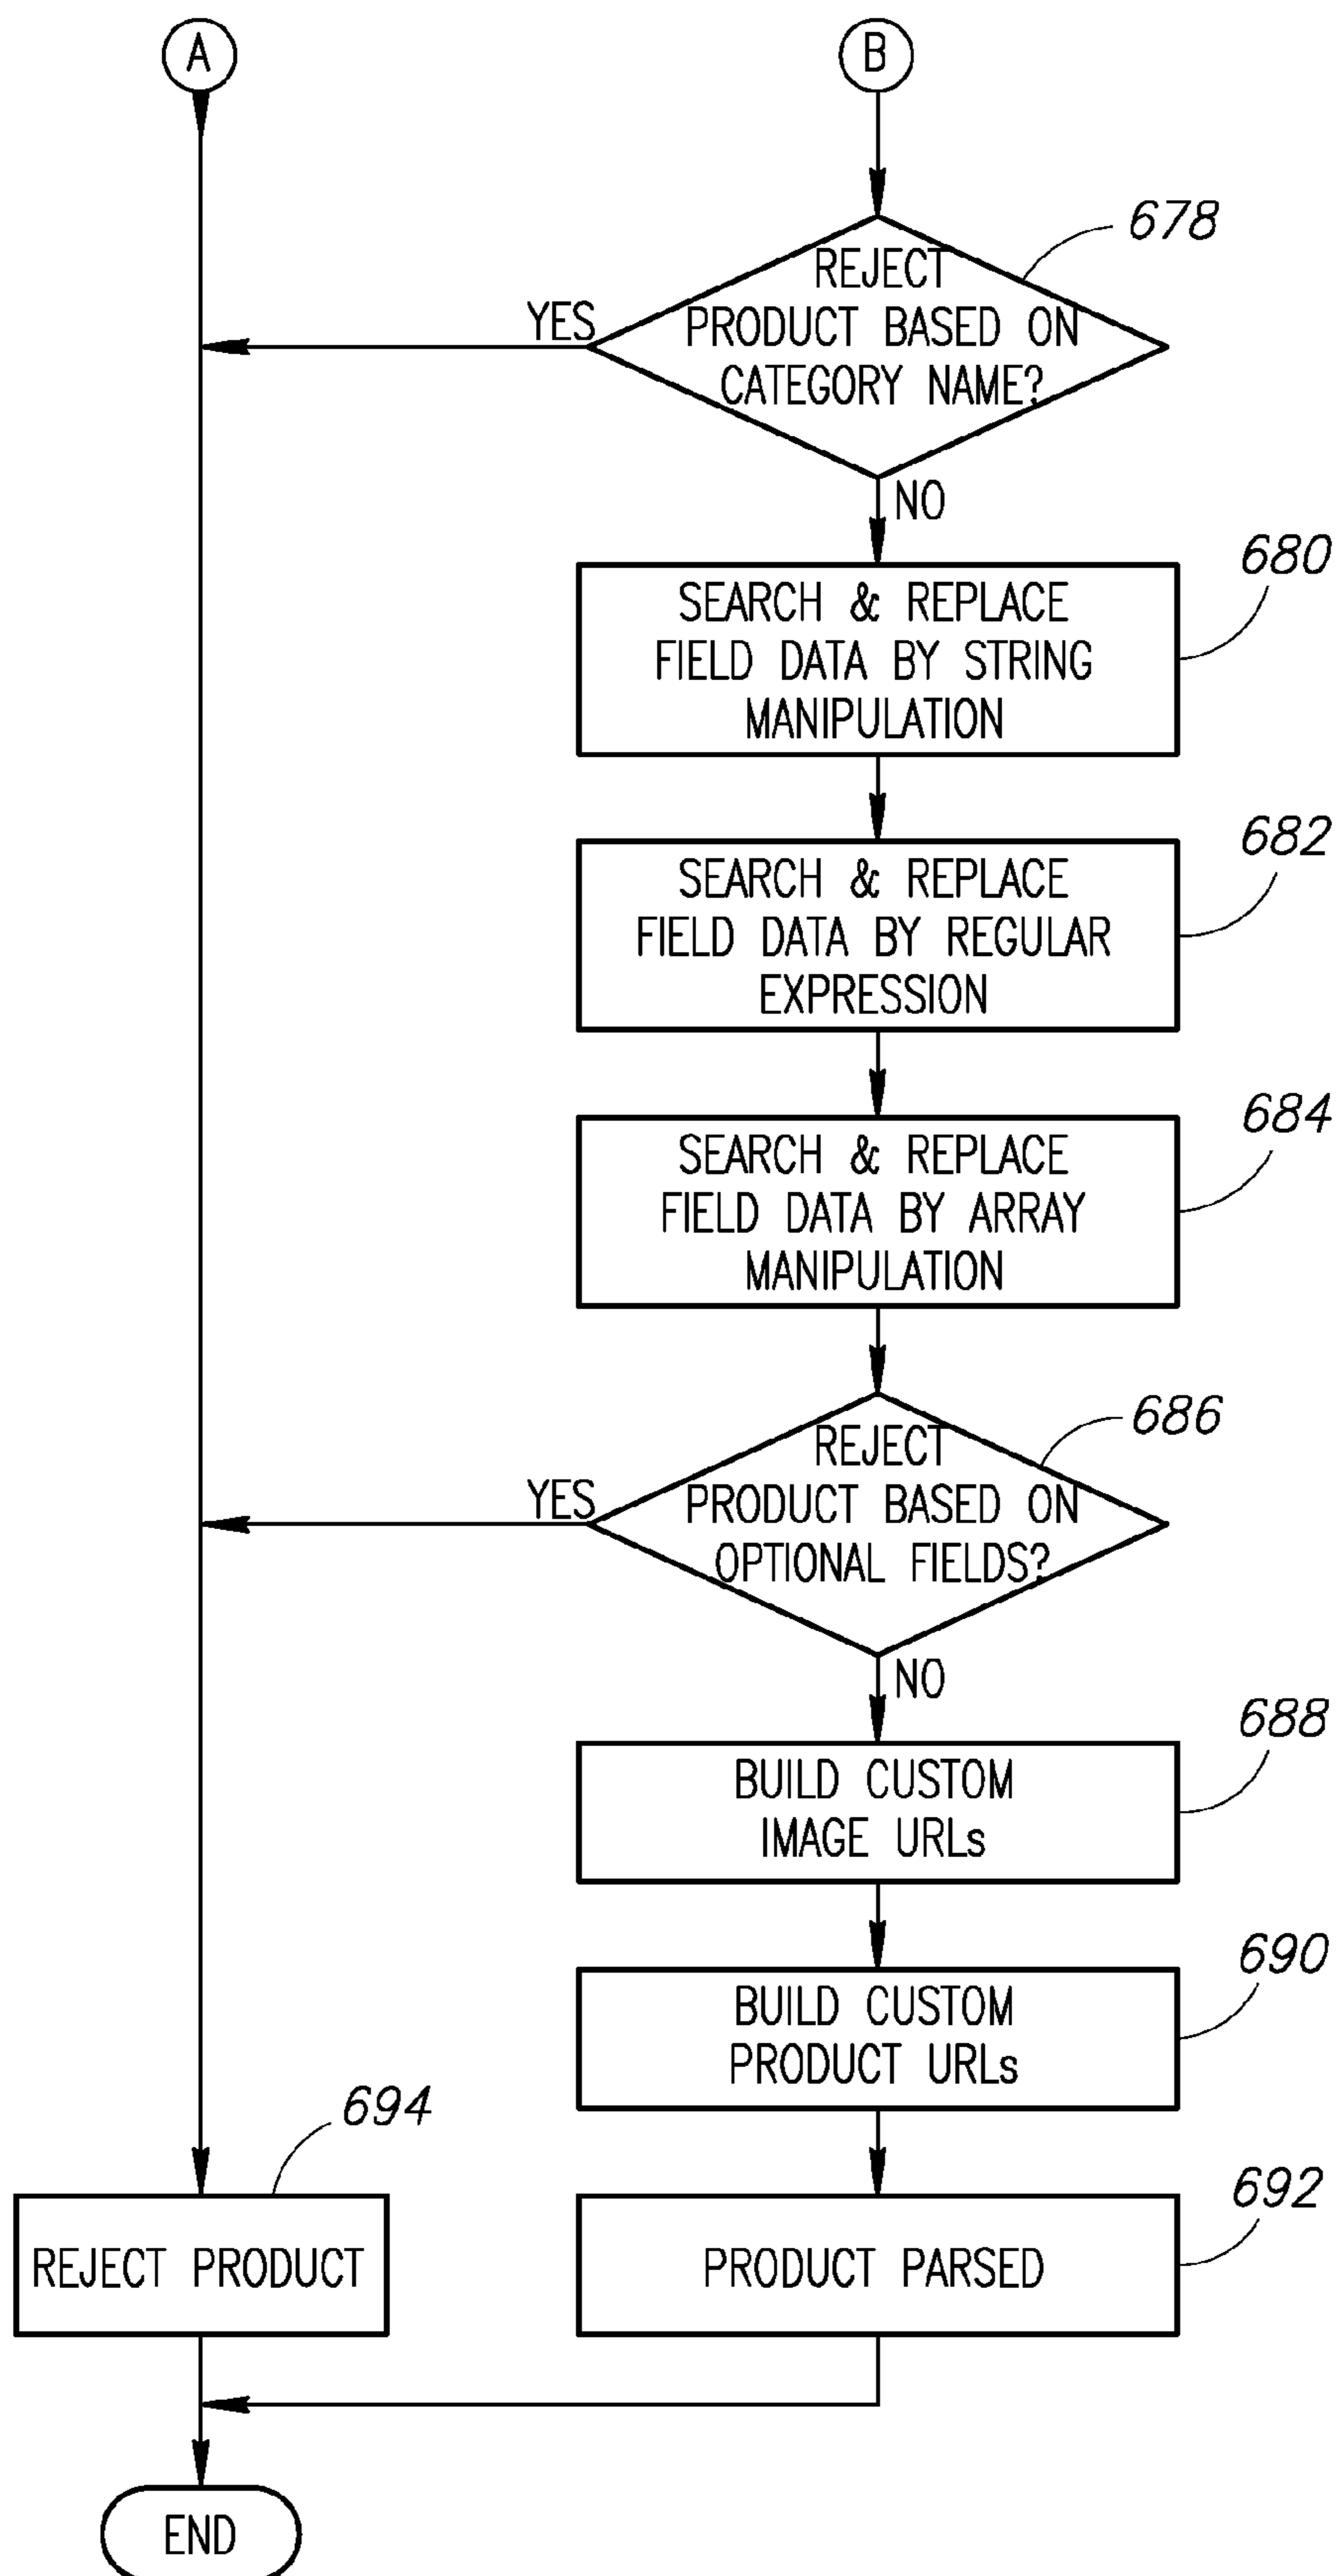 A
B
678
REJECT
PRODUCT BASED ON
CATEGORY NAME?
YES
NO
680
SEARCH & REPLACE
FIELD DATA BY STRING
MANIPULATION
682
SEARCH & REPLACE
FIELD DATA BY REGULAR
EXPRESSION
684
SEARCH & REPLACE
FIELD DATA BY ARRAY
MANIPULATION
686
REJECT
PRODUCT BASED ON
OPTIONAL FIELDS?
YES
NO
688
BUILD CUSTOM
IMAGE URLs
690
BUILD CUSTOM
PRODUCT URLs
694
REJECT PRODUCT
692
PRODUCT PARSED
END